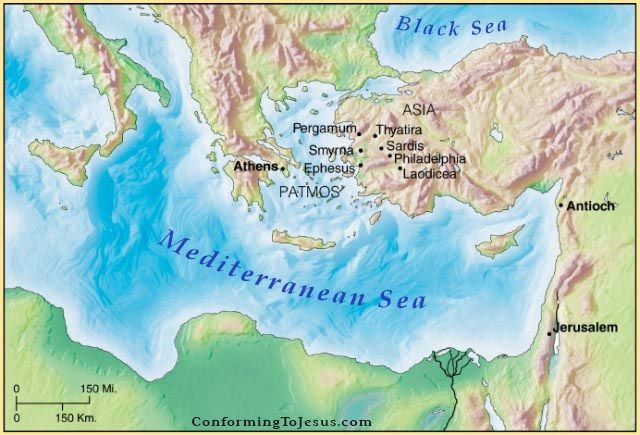 Black Sea
ASIA
Pergamum
Thyatira
Smyrna
Sardis
Philadelphia
Athens
Ephesus
Laodicea
PATMOS
Antioch
Mediterranean Sea
Jerusalem
0 150 Mi.
0 150 Km.
ConformingToJesus.com